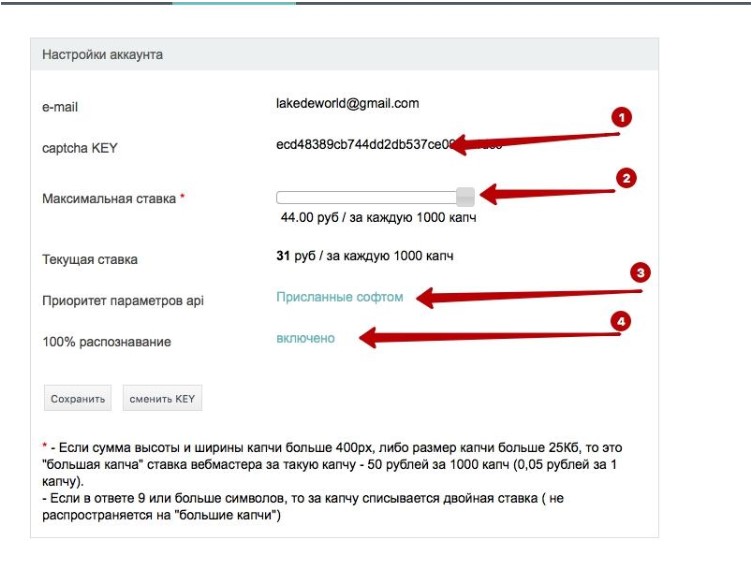 Настройки аккаунта
e-mail
lakedeworld@gmail.com
1
captcha KEY
2
Максимальная ставка *
44.00 руб / за каждую 1000 капч
Текущая ставка
31 руб / за каждую 1000 капч
3
Приоритет параметров api
Присланные софтом
4
100% распознавание
включено
Сохранить
сменить KEY
* - Если сумма высоты и ширины капчи больше 400px, либо размер капчи больше 25Кб, то это
"большая капча" ставка вебмастера за такую капчу - 50 рублей за 1000 капч (0,05 рублей за 1
капчу).
- Если в ответе 9 или больше символов, то за капчу списывается двойная ставка ( не
распространяется на "большие капчи")